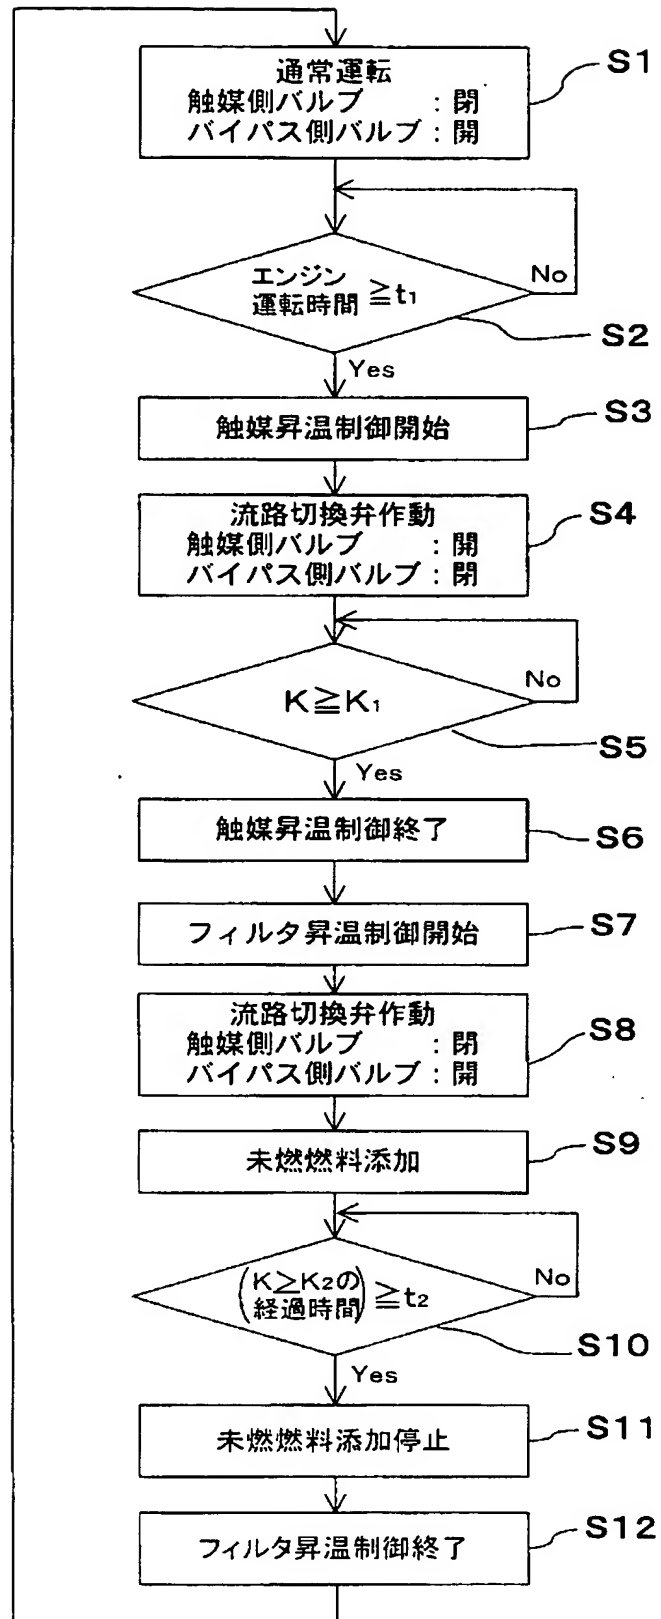 通常運転
触媒側バルブ :閉
バイパス側バルブ:開
S1
エンジン
運転時間 ≧t₁
No
S2
Yes
触媒昇温制御開始
S3
流路切換弁作動
触媒側バルブ :開
バイパス側バルブ:閉
S4
K≧K₁
No
S5
Yes
触媒昇温制御終了
S6
フィルタ昇温制御開始
S7
流路切換弁作動
触媒側バルブ :閉
バイパス側バルブ:開
S8
未燃燃料添加
S9
(K≥K₂の
経過時間) ≧t₂
No
S10
Yes
未燃燃料添加停止
S11
フィルタ昇温制御終了
S12